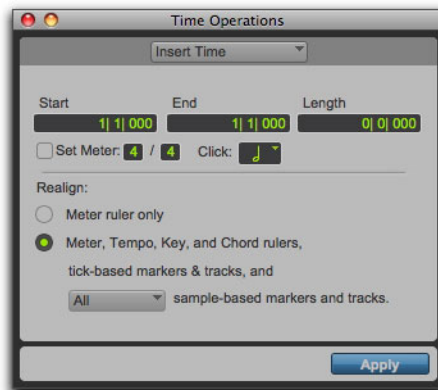 Time Operations
Insert Time
Start End Length
1| 1| 000 1| 1| 000 0| 0| 000
Set Meter: 4 / 4 Click:
Realign:
Meter ruler only
Meter, Tempo, Key, and Chord rulers,
tick-based markers & tracks, and
All sample-based markers and tracks.
Apply